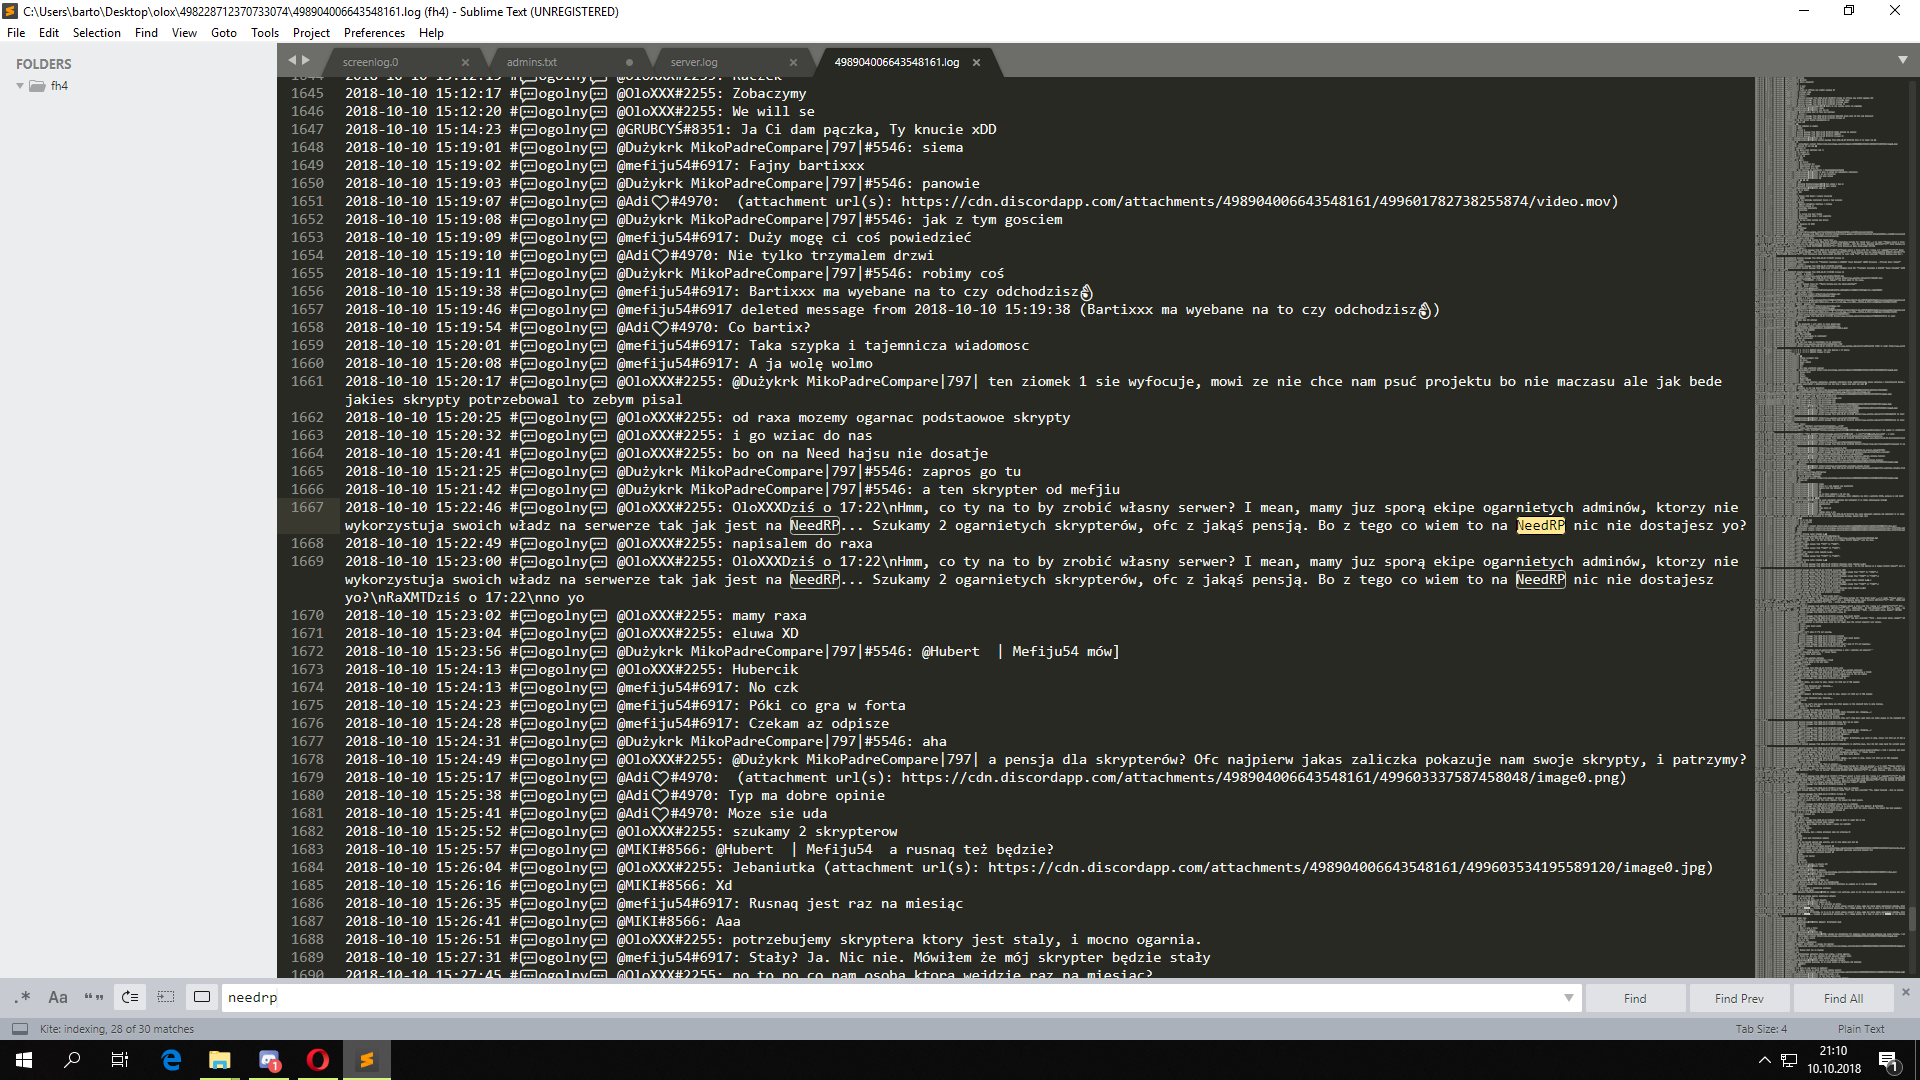 C:\Users\barto\Desktop\olox\498228712370733074\498904006643548161.log (fh4) - Sublime Text (UNREGISTERED)
File Edit Selection Find View Goto Tools Project Preferences Help
FOLDERS
fh4
screenlog.0 admins.txt server.log 498904006643548161.log
1645 2018-10-10 15:12:17 #💬ogolny💬 @OloXXX#2255: Zobaczymy
1646 2018-10-10 15:12:20 #💬ogolny💬 @OloXXX#2255: We will se
1647 2018-10-10 15:14:23 #💬ogolny💬 @GRUBCYŚ#8351: Ja Ci dam pączka, Ty knucie xDD
1648 2018-10-10 15:19:01 #💬ogolny💬 @Dużykrk MikoPadreCompare|797|#5546: siema
1649 2018-10-10 15:19:02 #💬ogolny💬 @mefiju54#6917: Fajny bartixxx
1650 2018-10-10 15:19:03 #💬ogolny💬 @Dużykrk MikoPadreCompare|797|#5546: panowie
1651 2018-10-10 15:19:07 #💬ogolny💬 @Adi♡#4970:  (attachment url(s): https://cdn.discordapp.com/attachments/498904006643548161/499601782738255874/video.mov)
1652 2018-10-10 15:19:08 #💬ogolny💬 @Dużykrk MikoPadreCompare|797|#5546: jak z tym gosciem
1653 2018-10-10 15:19:09 #💬ogolny💬 @mefiju54#6917: Duży mogę ci coś powiedzieć
1654 2018-10-10 15:19:10 #💬ogolny💬 @Adi♡#4970: Nie tylko trzymalem drzwi
1655 2018-10-10 15:19:11 #💬ogolny💬 @Dużykrk MikoPadreCompare|797|#5546: robimy coś
1656 2018-10-10 15:19:38 #💬ogolny💬 @mefiju54#6917: Bartixxx ma wyebane na to czy odchodzisz👌
1657 2018-10-10 15:19:46 #💬ogolny💬 @mefiju54#6917 deleted message from 2018-10-10 15:19:38 (Bartixxx ma wyebane na to czy odchodzisz👌)
1658 2018-10-10 15:19:54 #💬ogolny💬 @Adi♡#4970: Co bartix?
1659 2018-10-10 15:20:01 #💬ogolny💬 @mefiju54#6917: Taka szypka i tajemnicza wiadomosc
1660 2018-10-10 15:20:08 #💬ogolny💬 @mefiju54#6917: A ja wolę wolmo
1661 2018-10-10 15:20:17 #💬ogolny💬 @OloXXX#2255: @Dużykrk MikoPadreCompare|797| ten ziomek 1 sie wyfocuje, mowi ze nie chce nam psuć projektu bo nie maczasu ale jak bede
jakies skrypty potrzebowal to zebym pisal
1662 2018-10-10 15:20:25 #💬ogolny💬 @OloXXX#2255: od raxa mozemy ogarnac podstaowoe skrypty
1663 2018-10-10 15:20:32 #💬ogolny💬 @OloXXX#2255: i go wziac do nas
1664 2018-10-10 15:20:41 #💬ogolny💬 @OloXXX#2255: bo on na Need hajsu nie dosatje
1665 2018-10-10 15:21:25 #💬ogolny💬 @Dużykrk MikoPadreCompare|797|#5546: zapros go tu
1666 2018-10-10 15:21:42 #💬ogolny💬 @Dużykrk MikoPadreCompare|797|#5546: a ten skrypter od mefjiu
1667 2018-10-10 15:22:46 #💬ogolny💬 @OloXXX#2255: OloXXXDziś o 17:22\nHmm, co ty na to by zrobić własny serwer? I mean, mamy juz sporą ekipe ogarnietych adminów, ktorzy nie
wykorzystuja swoich władz na serwerze tak jak jest na NeedRP... Szukamy 2 ogarnietych skrypterów, ofc z jakąś pensją. Bo z tego co wiem to na NeedRP nic nie dostajesz yo?
1668 2018-10-10 15:22:49 #💬ogolny💬 @OloXXX#2255: napisalem do raxa
1669 2018-10-10 15:23:00 #💬ogolny💬 @OloXXX#2255: OloXXXDziś o 17:22\nHmm, co ty na to by zrobić własny serwer? I mean, mamy juz sporą ekipe ogarnietych adminów, ktorzy nie
wykorzystuja swoich władz na serwerze tak jak jest na NeedRP... Szukamy 2 ogarnietych skrypterów, ofc z jakąś pensją. Bo z tego co wiem to na NeedRP nic nie dostajesz
yo?\nRaXMTDziś o 17:22\nno yo
1670 2018-10-10 15:23:02 #💬ogolny💬 @OloXXX#2255: mamy raxa
1671 2018-10-10 15:23:04 #💬ogolny💬 @OloXXX#2255: eluwa XD
1672 2018-10-10 15:23:56 #💬ogolny💬 @Dużykrk MikoPadreCompare|797|#5546: @Hubert  | Mefiju54 mów]
1673 2018-10-10 15:24:13 #💬ogolny💬 @OloXXX#2255: Hubercik
1674 2018-10-10 15:24:13 #💬ogolny💬 @mefiju54#6917: No czk
1675 2018-10-10 15:24:23 #💬ogolny💬 @mefiju54#6917: Póki co gra w forta
1676 2018-10-10 15:24:28 #💬ogolny💬 @mefiju54#6917: Czekam az odpisze
1677 2018-10-10 15:24:31 #💬ogolny💬 @Dużykrk MikoPadreCompare|797|#5546: aha
1678 2018-10-10 15:24:49 #💬ogolny💬 @OloXXX#2255: @Dużykrk MikoPadreCompare|797| a pensja dla skrypterów? Ofc najpierw jakas zaliczka pokazuje nam swoje skrypty, i patrzymy?
1679 2018-10-10 15:25:17 #💬ogolny💬 @Adi♡#4970:  (attachment url(s): https://cdn.discordapp.com/attachments/498904006643548161/499603337587458048/image0.png)
1680 2018-10-10 15:25:38 #💬ogolny💬 @Adi♡#4970: Typ ma dobre opinie
1681 2018-10-10 15:25:41 #💬ogolny💬 @Adi♡#4970: Moze sie uda
1682 2018-10-10 15:25:52 #💬ogolny💬 @OloXXX#2255: szukamy 2 skrypterow
1683 2018-10-10 15:25:57 #💬ogolny💬 @MIKI#8566: @Hubert  | Mefiju54  a rusnaq też będzie?
1684 2018-10-10 15:26:04 #💬ogolny💬 @OloXXX#2255: Jebaniutka (attachment url(s): https://cdn.discordapp.com/attachments/498904006643548161/499603534195589120/image0.jpg)
1685 2018-10-10 15:26:16 #💬ogolny💬 @MIKI#8566: Xd
1686 2018-10-10 15:26:35 #💬ogolny💬 @mefiju54#6917: Rusnaq jest raz na miesiąc
1687 2018-10-10 15:26:41 #💬ogolny💬 @MIKI#8566: Aaa
1688 2018-10-10 15:26:51 #💬ogolny💬 @OloXXX#2255: potrzebujemy skryptera ktory jest staly, i mocno ogarnia.
1689 2018-10-10 15:27:31 #💬ogolny💬 @mefiju54#6917: Stały? Ja. Nic nie. Mówiłem że mój skrypter będzie stały
1690 2018-10-10 15:27:45 #💬ogolny💬 @OloXXX#2255: no to po co nam osoba ktora wejdzie raz na miesiac?
.* Aa “” needrp Find Find Prev Find All
Kite: indexing, 28 of 30 matches Tab Size: 4 Plain Text
1
21:10
10.10.2018
1